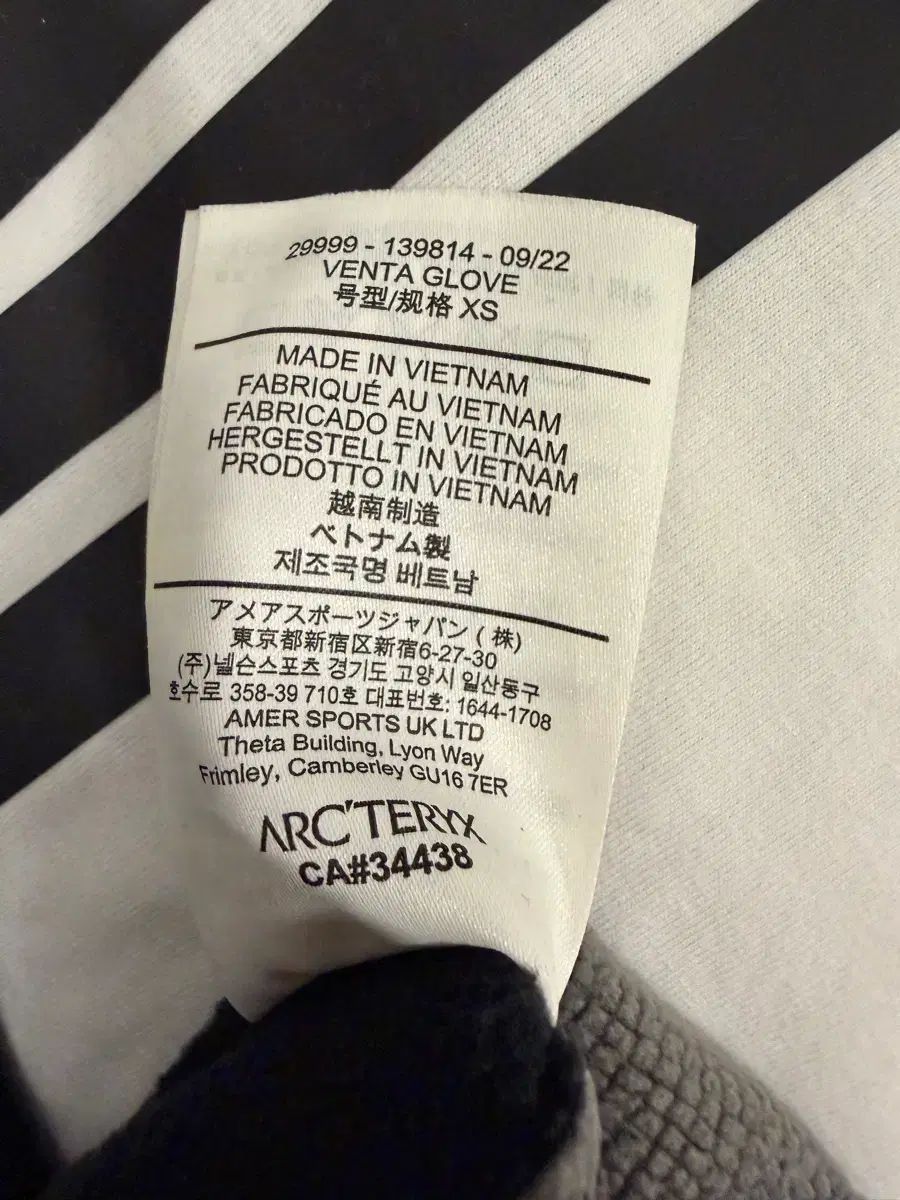 29999 - 139814 - 09/22
VENTA GLOVE
号型/规格 XS
MADE IN VIETNAM
FABRIQUÉ AU VIETNAM
FABRICADO EN VIETNAM
HERGESTELLT IN VIETNAM
PRODOTTO IN VIETNAM
越南制造
ベトナム製
제조국명 베트남
アメアスポーツジャパン (株)
東京都新宿区新宿6-27-30
(주)넬슨스포츠 경기도 고양시 일산동구
호수로 358-39 710호 대표번호: 1644-1708
AMER SPORTS UK LTD
Theta Building, Lyon Way
Frimley, Camberley GU16 7ER
ARC'TERYX
CA#34438